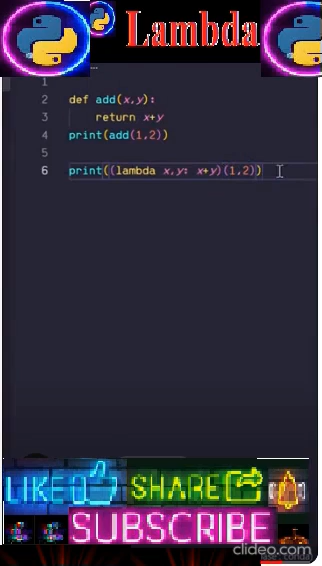 Lambda
...
1
2 def add(x,y):
3 return x+y
4 print(add(1,2))
5
6 print((lambda x,y: x+y)(1,2))
LIKE SHARE
SUBSCRIBE
clideo.com